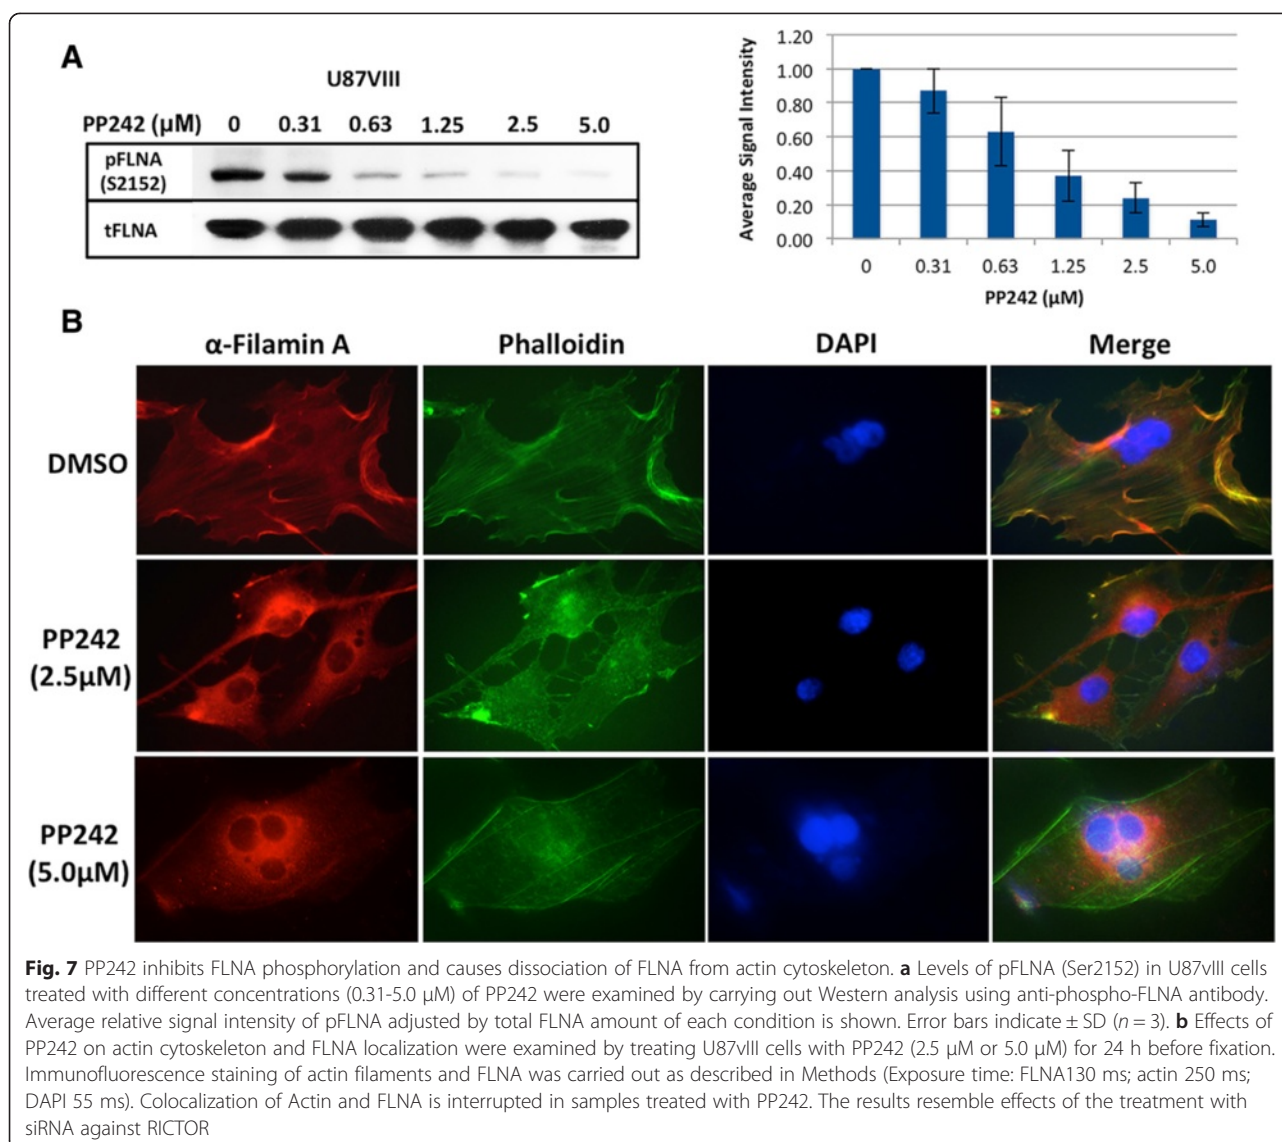 A
U87VIII
PP242 (µM) 0 0.31 0.63 1.25 2.5 5.0
pFLNA
(S2152)
tFLNA
Average Signal Intensity
1.20
1.00
0.80
0.60
0.40
0.20
0.00
0 0.31 0.63 1.25 2.5 5.0
PP242 (µM)
B
α-Filamin A Phalloidin DAPI Merge
DMSO
PP242
(2.5µM)
PP242
(5.0µM)
Fig. 7 PP242 inhibits FLNA phosphorylation and causes dissociation of FLNA from actin cytoskeleton. a Levels of pFLNA (Ser2152) in U87vIII cells
treated with different concentrations (0.31-5.0 µM) of PP242 were examined by carrying out Western analysis using anti-phospho-FLNA antibody.
Average relative signal intensity of pFLNA adjusted by total FLNA amount of each condition is shown. Error bars indicate ± SD (n = 3). b Effects of
PP242 on actin cytoskeleton and FLNA localization were examined by treating U87vIII cells with PP242 (2.5 µM or 5.0 µM) for 24 h before fixation.
Immunofluorescence staining of actin filaments and FLNA was carried out as described in Methods (Exposure time: FLNA130 ms; actin 250 ms;
DAPI 55 ms). Colocalization of Actin and FLNA is interrupted in samples treated with PP242. The results resemble effects of the treatment with
siRNA against RICTOR